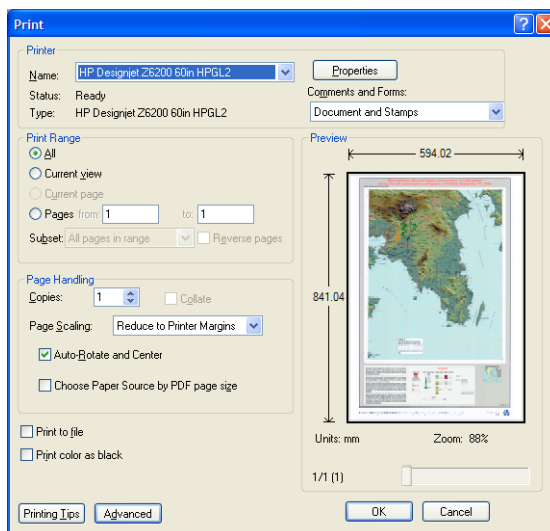 Print
Printer
Name: HP Designjet Z6200 60in HPGL2
Properties
Status: Ready
Comments and Forms:
Type: HP Designjet Z6200 60in HPGL2
Document and Stamps
Print Range
All
Current view
Current page
Pages from: 1 to: 1
Subset: All pages in range Reverse pages
Page Handling
Copies: 1 Collate
Page Scaling: Reduce to Printer Margins
Auto-Rotate and Center
Choose Paper Source by PDF page size
Print to file
Print color as black
Printing Tips Advanced
Preview
594.02
841.04
Units: mm Zoom: 88%
1/1 (1)
OK Cancel